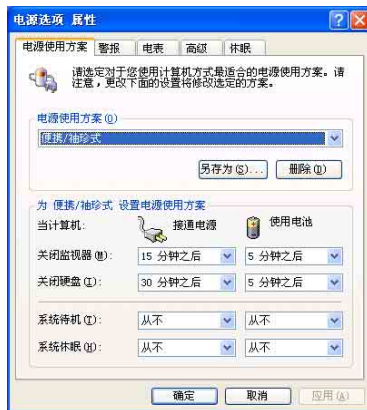 电源选项 属性
电源使用方案 警报 电表 高级 休眠
请选定对于您使用计算机方式最适合的电源使用方案。请
注意，更改下面的设置将修改选定的方案。
电源使用方案(O)
便携/袖珍式
另存为(S)... 删除(D)
为 便携/袖珍式 设置电源使用方案
当计算机: 接通电源 使用电池
关闭监视器(M): 15 分钟之后 5 分钟之后
关闭硬盘(I): 30 分钟之后 5 分钟之后
系统待机(T): 从不 从不
系统休眠(H): 从不 从不
确定 取消 应用(A)